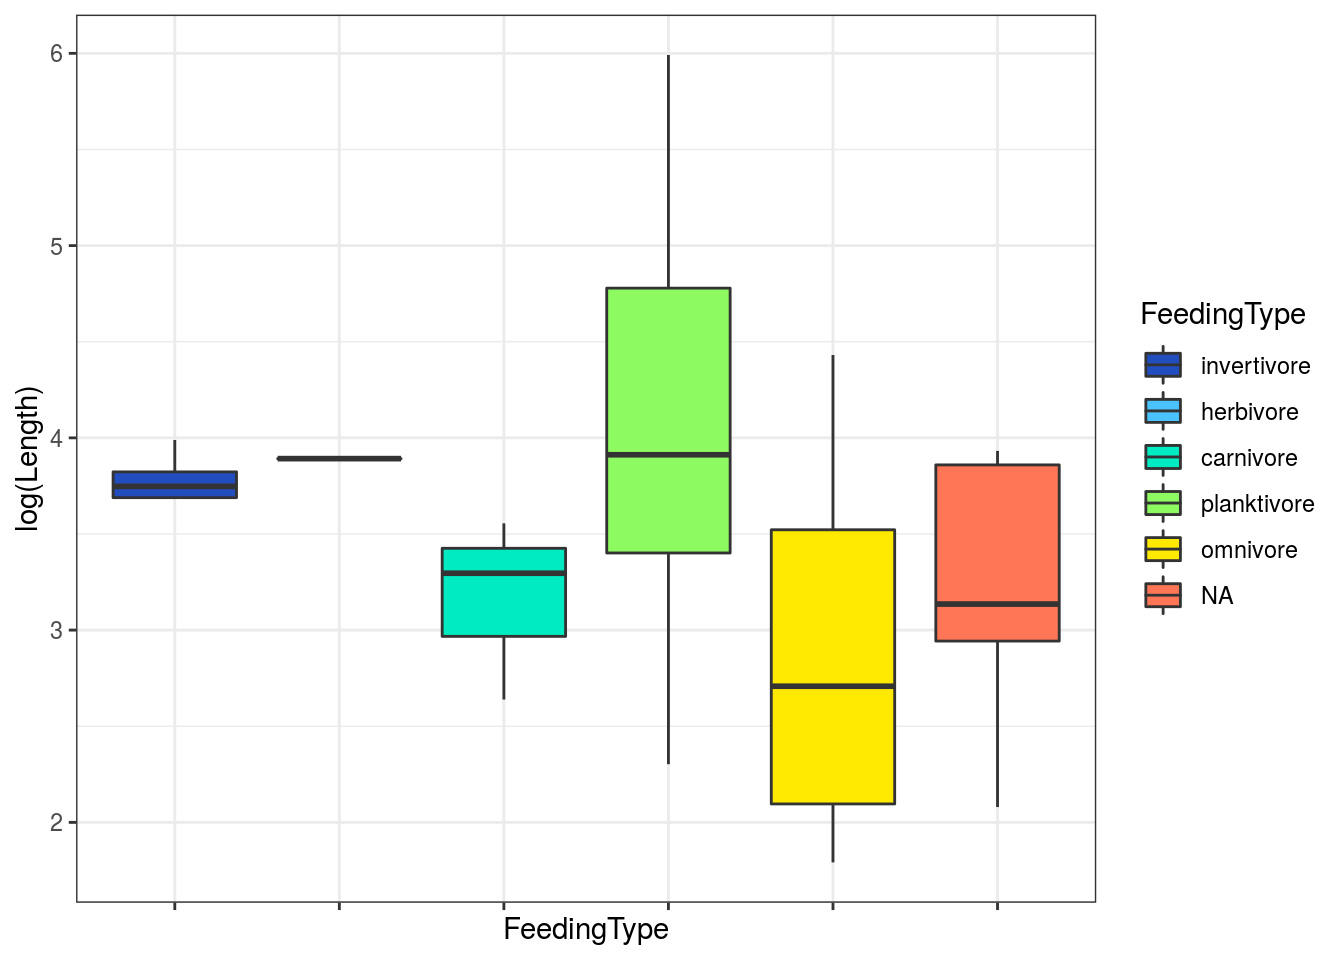 6
5
4
3
2
log(Length)
FeedingType
FeedingType
invertivore
herbivore
carnivore
planktivore
omnivore
NA